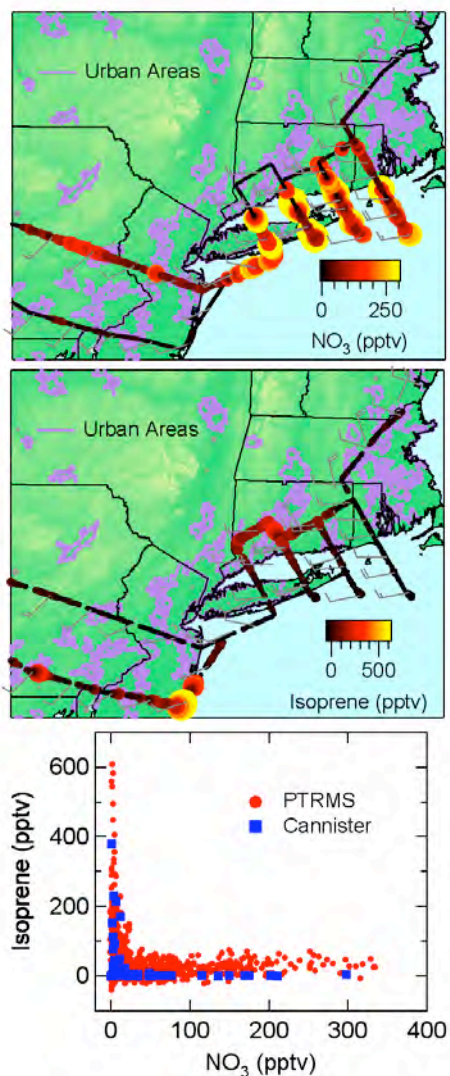 Urban Areas
0
250
NO3 (pptv)
Urban Areas
0
500
Isoprene (pptv)
600
400
200
0
Isoprene (pptv)
PTRMS
Cannister
0
100
200
300
400
NO3 (pptv)